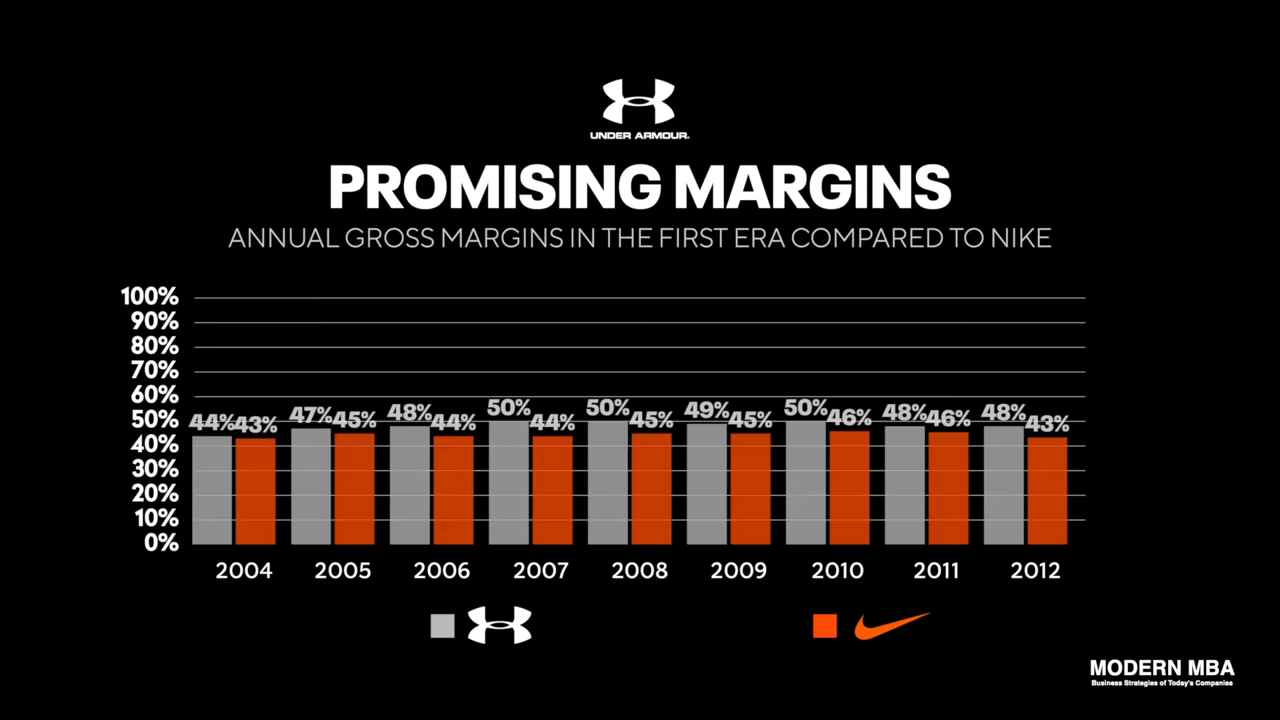 UNDER ARMOUR.
PROMISING MARGINS
ANNUAL GROSS MARGINS IN THE FIRST ERA COMPARED TO NIKE
100%
90%
80%
70%
60%
50%
40%
30%
20%
10%
0%
44% 43% 47% 45% 48% 44% 50% 44% 50% 45% 49% 45% 50% 46% 48% 46% 48% 43%
2004 2005 2006 2007 2008 2009 2010 2011 2012
MODERN MBA
Business Strategies of Today's Companies